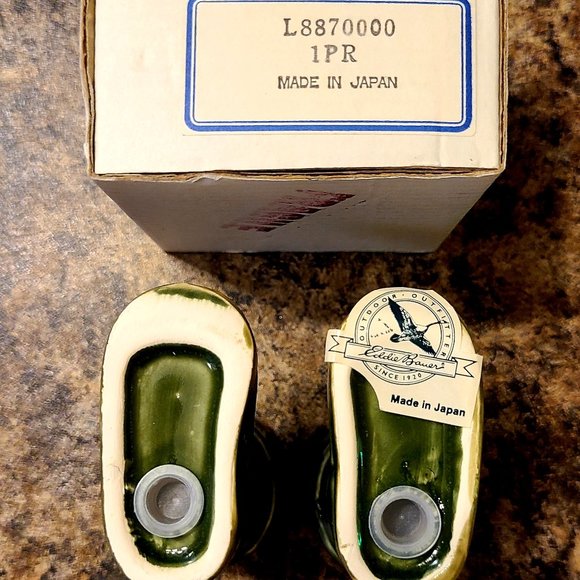 L8870000
1PR
MADE IN JAPAN
OUTDOOR · OUTFITTER
Eddie Bauer
SINCE 1920
Made in Japan